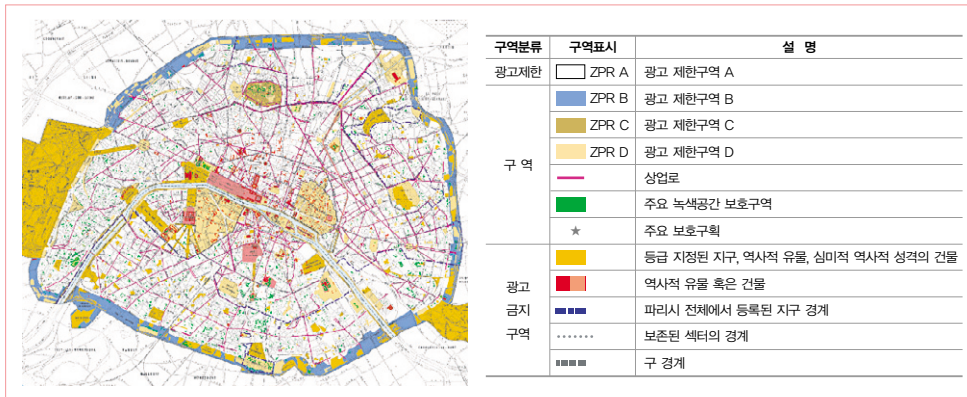 구역분류 구역표시 설 명
광고제한 ZPR A 광고 제한구역 A
ZPR B 광고 제한구역 B
ZPR C 광고 제한구역 C
구 역 ZPR D 광고 제한구역 D
상업로
주요 녹색공간 보호구역
★ 주요 보호구획
등급 지정된 지구, 역사적 유물, 심미적 역사적 성격의 건물
광고 역사적 유물 혹은 건물
금지 파리시 전체에서 등록된 지구 경계
구역 보존된 섹터의 경계
구 경계